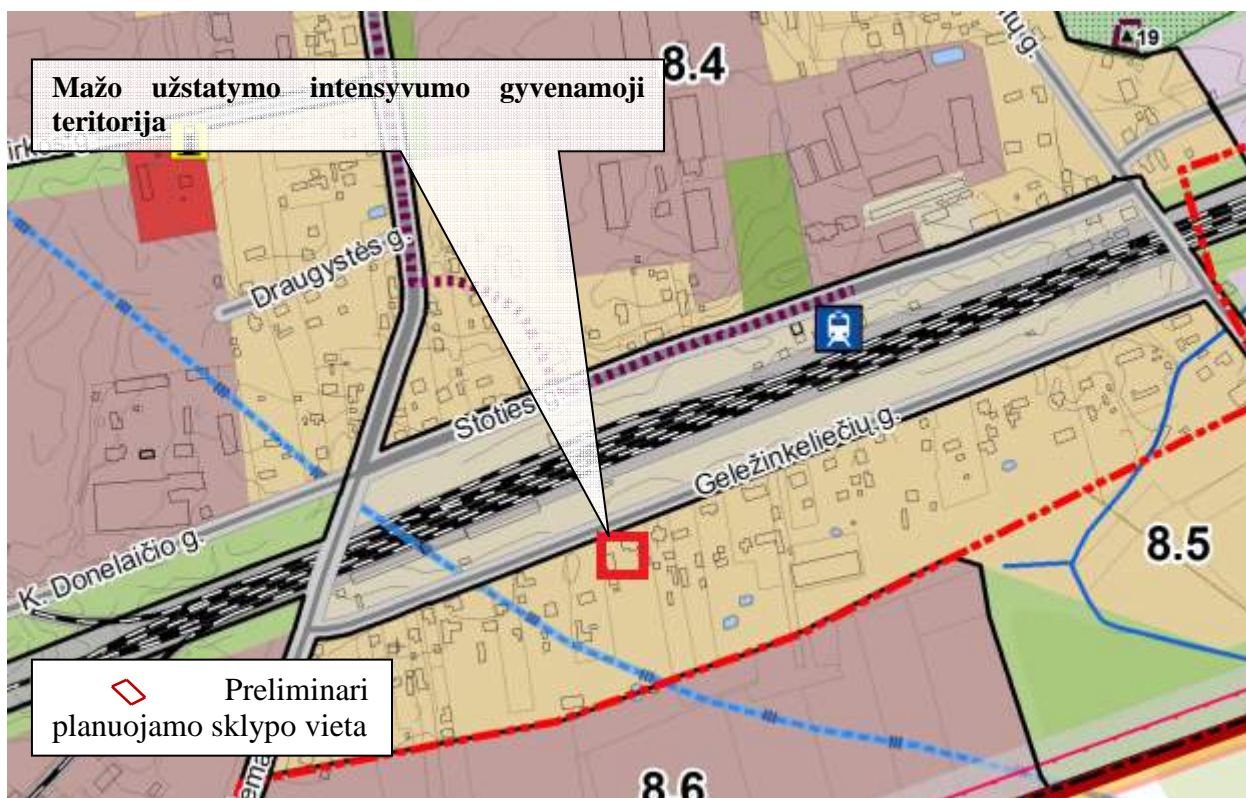 8.4
19
Mažo užstatymo intensyvumo gyvenamoji
teritorija
Draugystės g.
Stoties
Geležinkeliečių g.
K. Donelaičio g.
8.5
Preliminari
planuojamo sklypo vieta
8.6